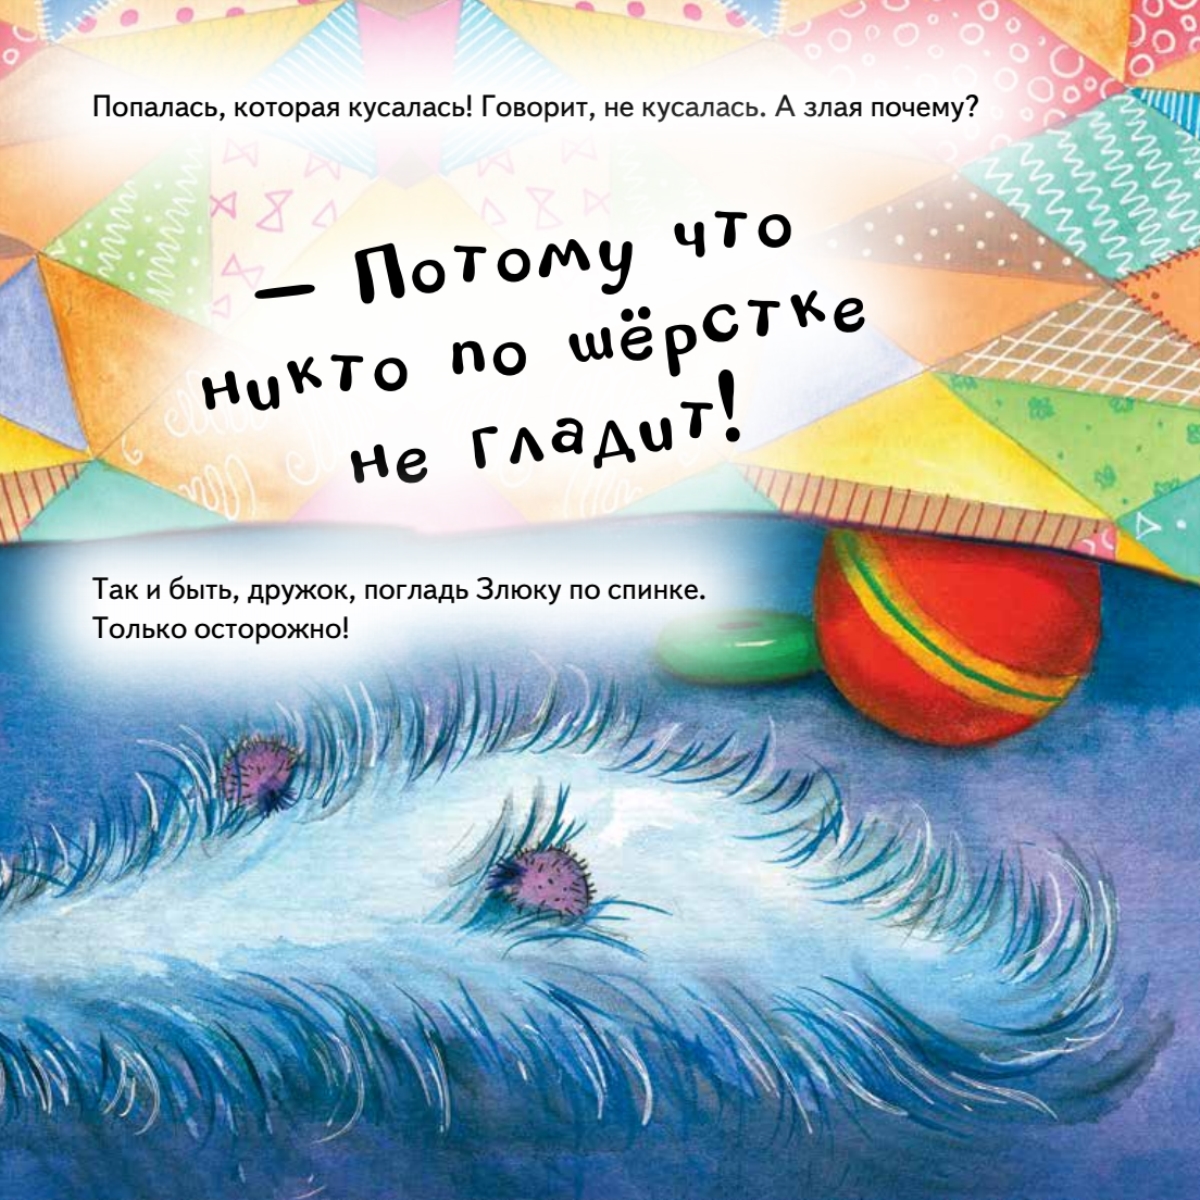 Попалась, которая кусалась! Говорит, не кусалась. А злая почему?
— Потому что
никто по шёрстке
не гладит!
Так и быть, дружок, погладь Злюку по спинке.
Только осторожно!